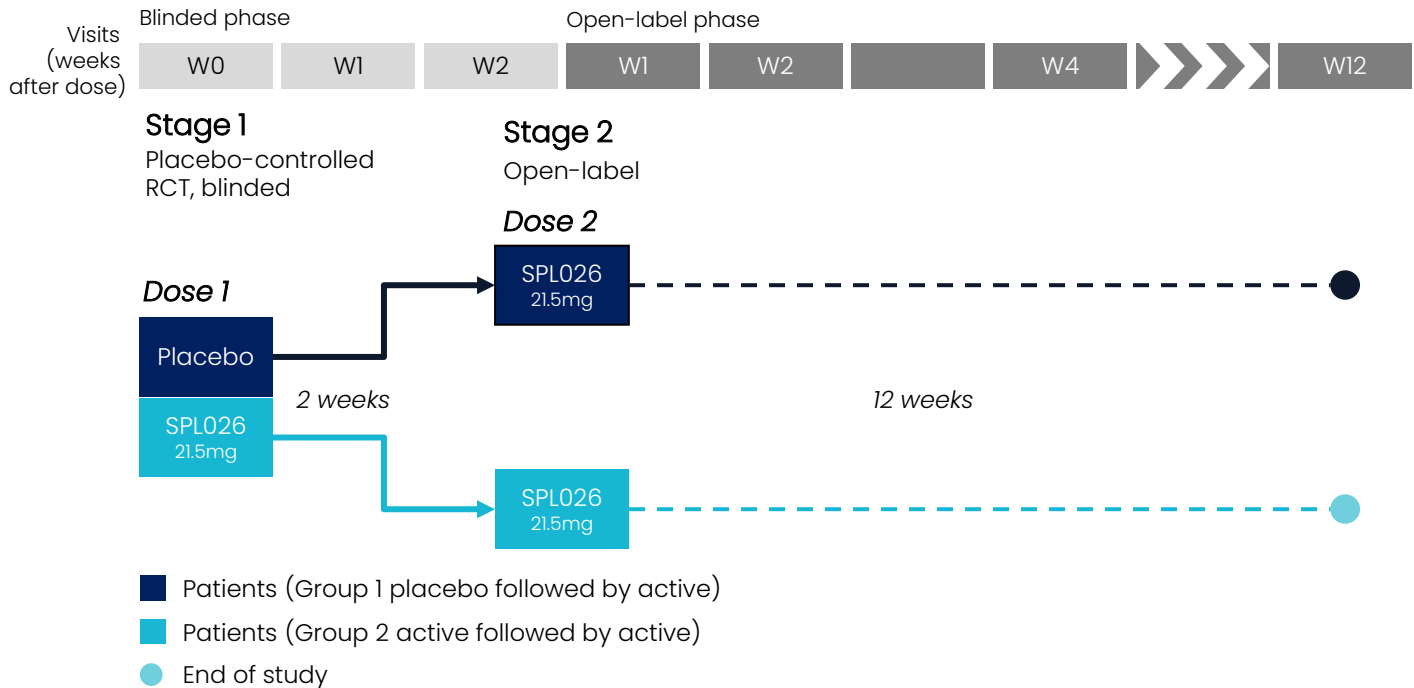 Blinded phase
Open-label phase
Visits
(weeks
after dose)
W0
W1
W2
W1
W2
W4
W12
Stage 1
Placebo-controlled
RCT, blinded
Stage 2
Open-label
Dose 2
SPL026
21.5mg
Dose 1
Placebo
SPL026
21.5mg
2 weeks
12 weeks
SPL026
21.5mg
Patients (Group 1 placebo followed by active)
Patients (Group 2 active followed by active)
End of study